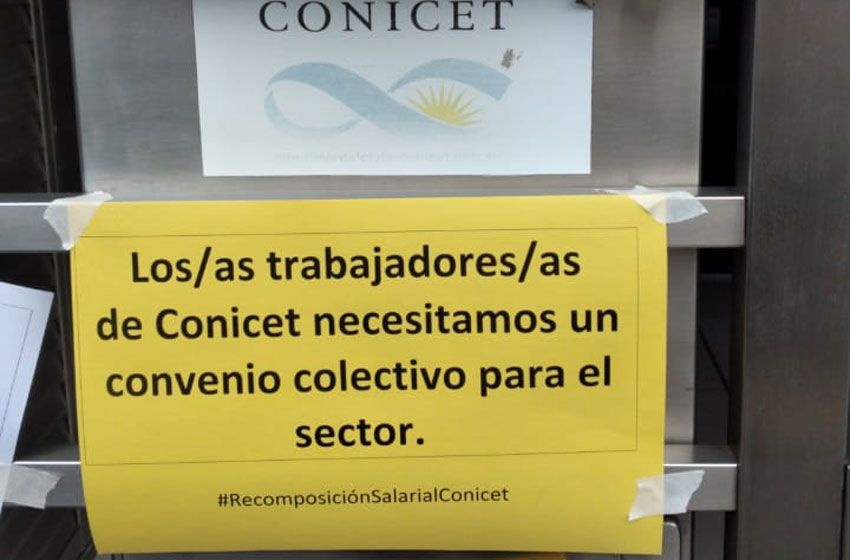 CONICET
Los/as trabajadores/as
de Conicet necesitamos un
convenio colectivo para el
sector.
#RecomposiciónSalarialConicet